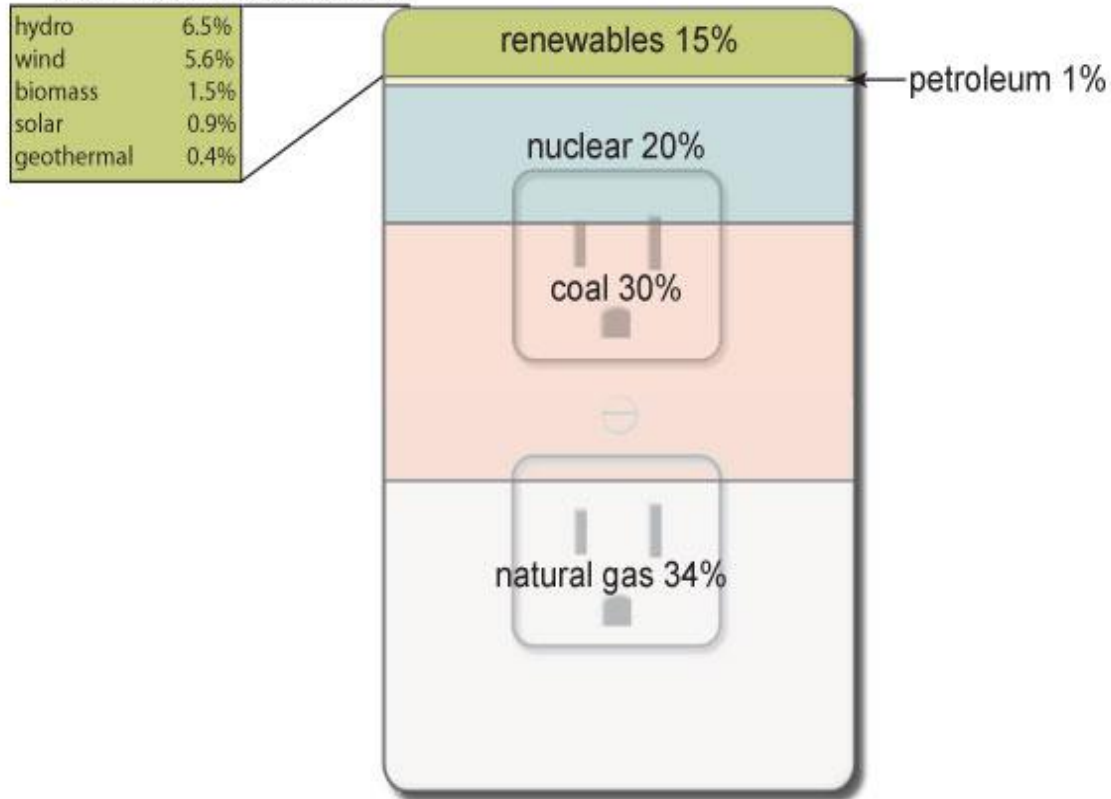 hydro 6.5%
wind 5.6%
biomass 1.5%
solar 0.9%
geothermal 0.4%
renewables 15%
petroleum 1%
nuclear 20%
coal 30%
natural gas 34%